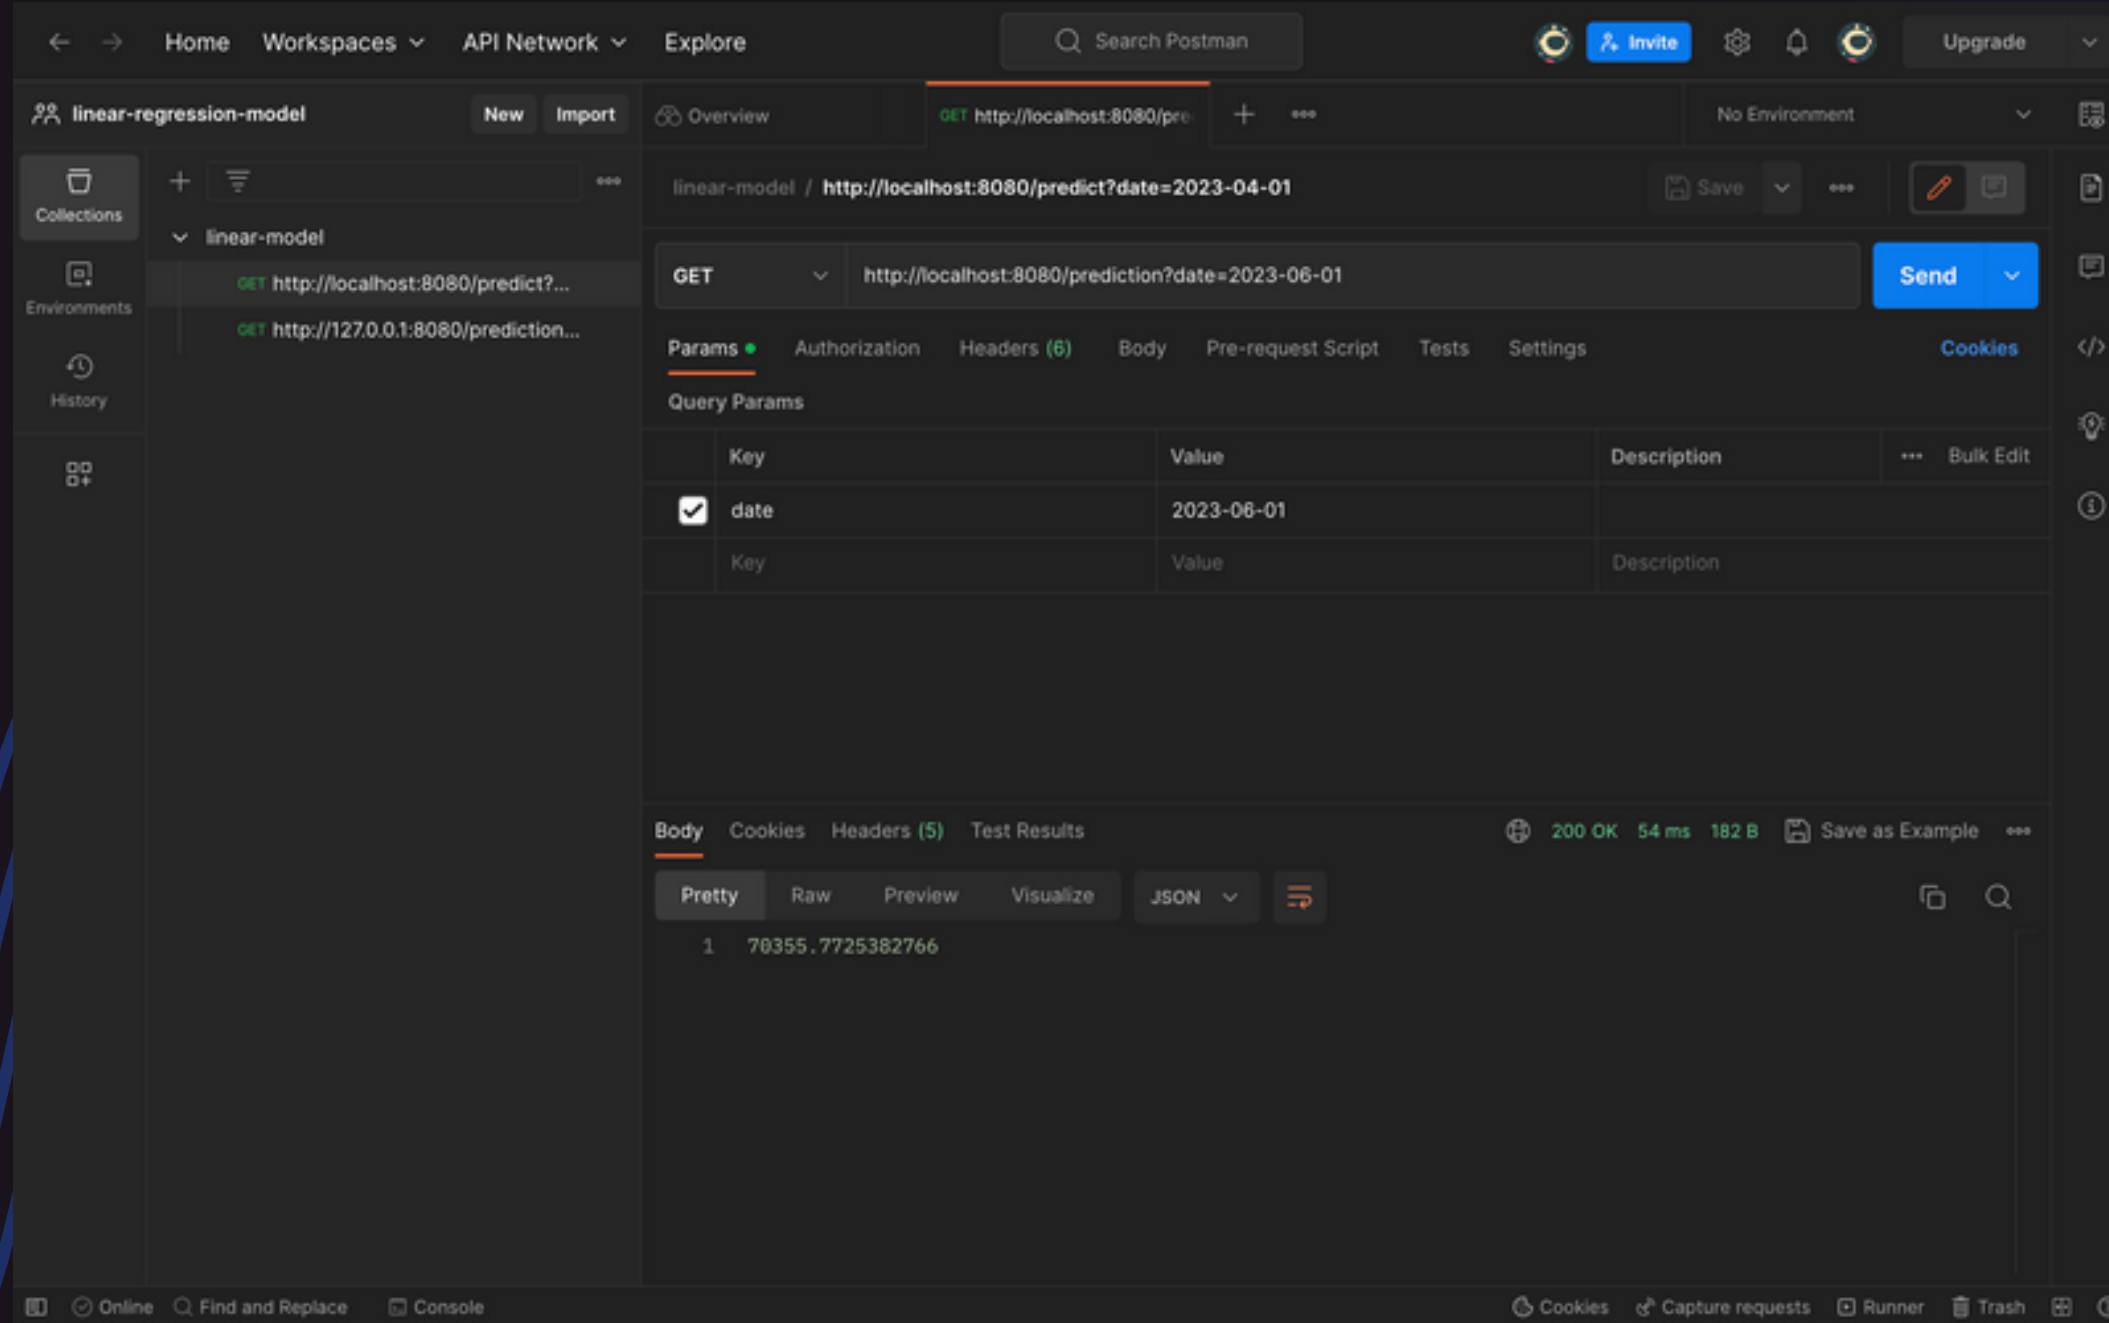 Home Workspaces API Network Explore Search Postman Invite Upgrade
linear-regression-model New Import Overview GET http://localhost:8080/pre No Environment
Collections
linear-model / http://localhost:8080/predict?date=2023-04-01 Save
linear-model
GET http://localhost:8080/predict?...
GET http://localhost:8080/prediction?date=2023-06-01 Send
Environments
GET http://127.0.0.1:8080/prediction...
Params Authorization Headers (6) Body Pre-request Script Tests Settings Cookies
History
Query Params
Key Value Description ... Bulk Edit
date 2023-06-01
Key Value Description
Body Cookies Headers (5) Test Results 200 OK 54 ms 182 B Save as Example
Pretty Raw Preview Visualize JSON
1 70355.7725382766
Online Find and Replace Console Cookies Capture requests Runner Trash